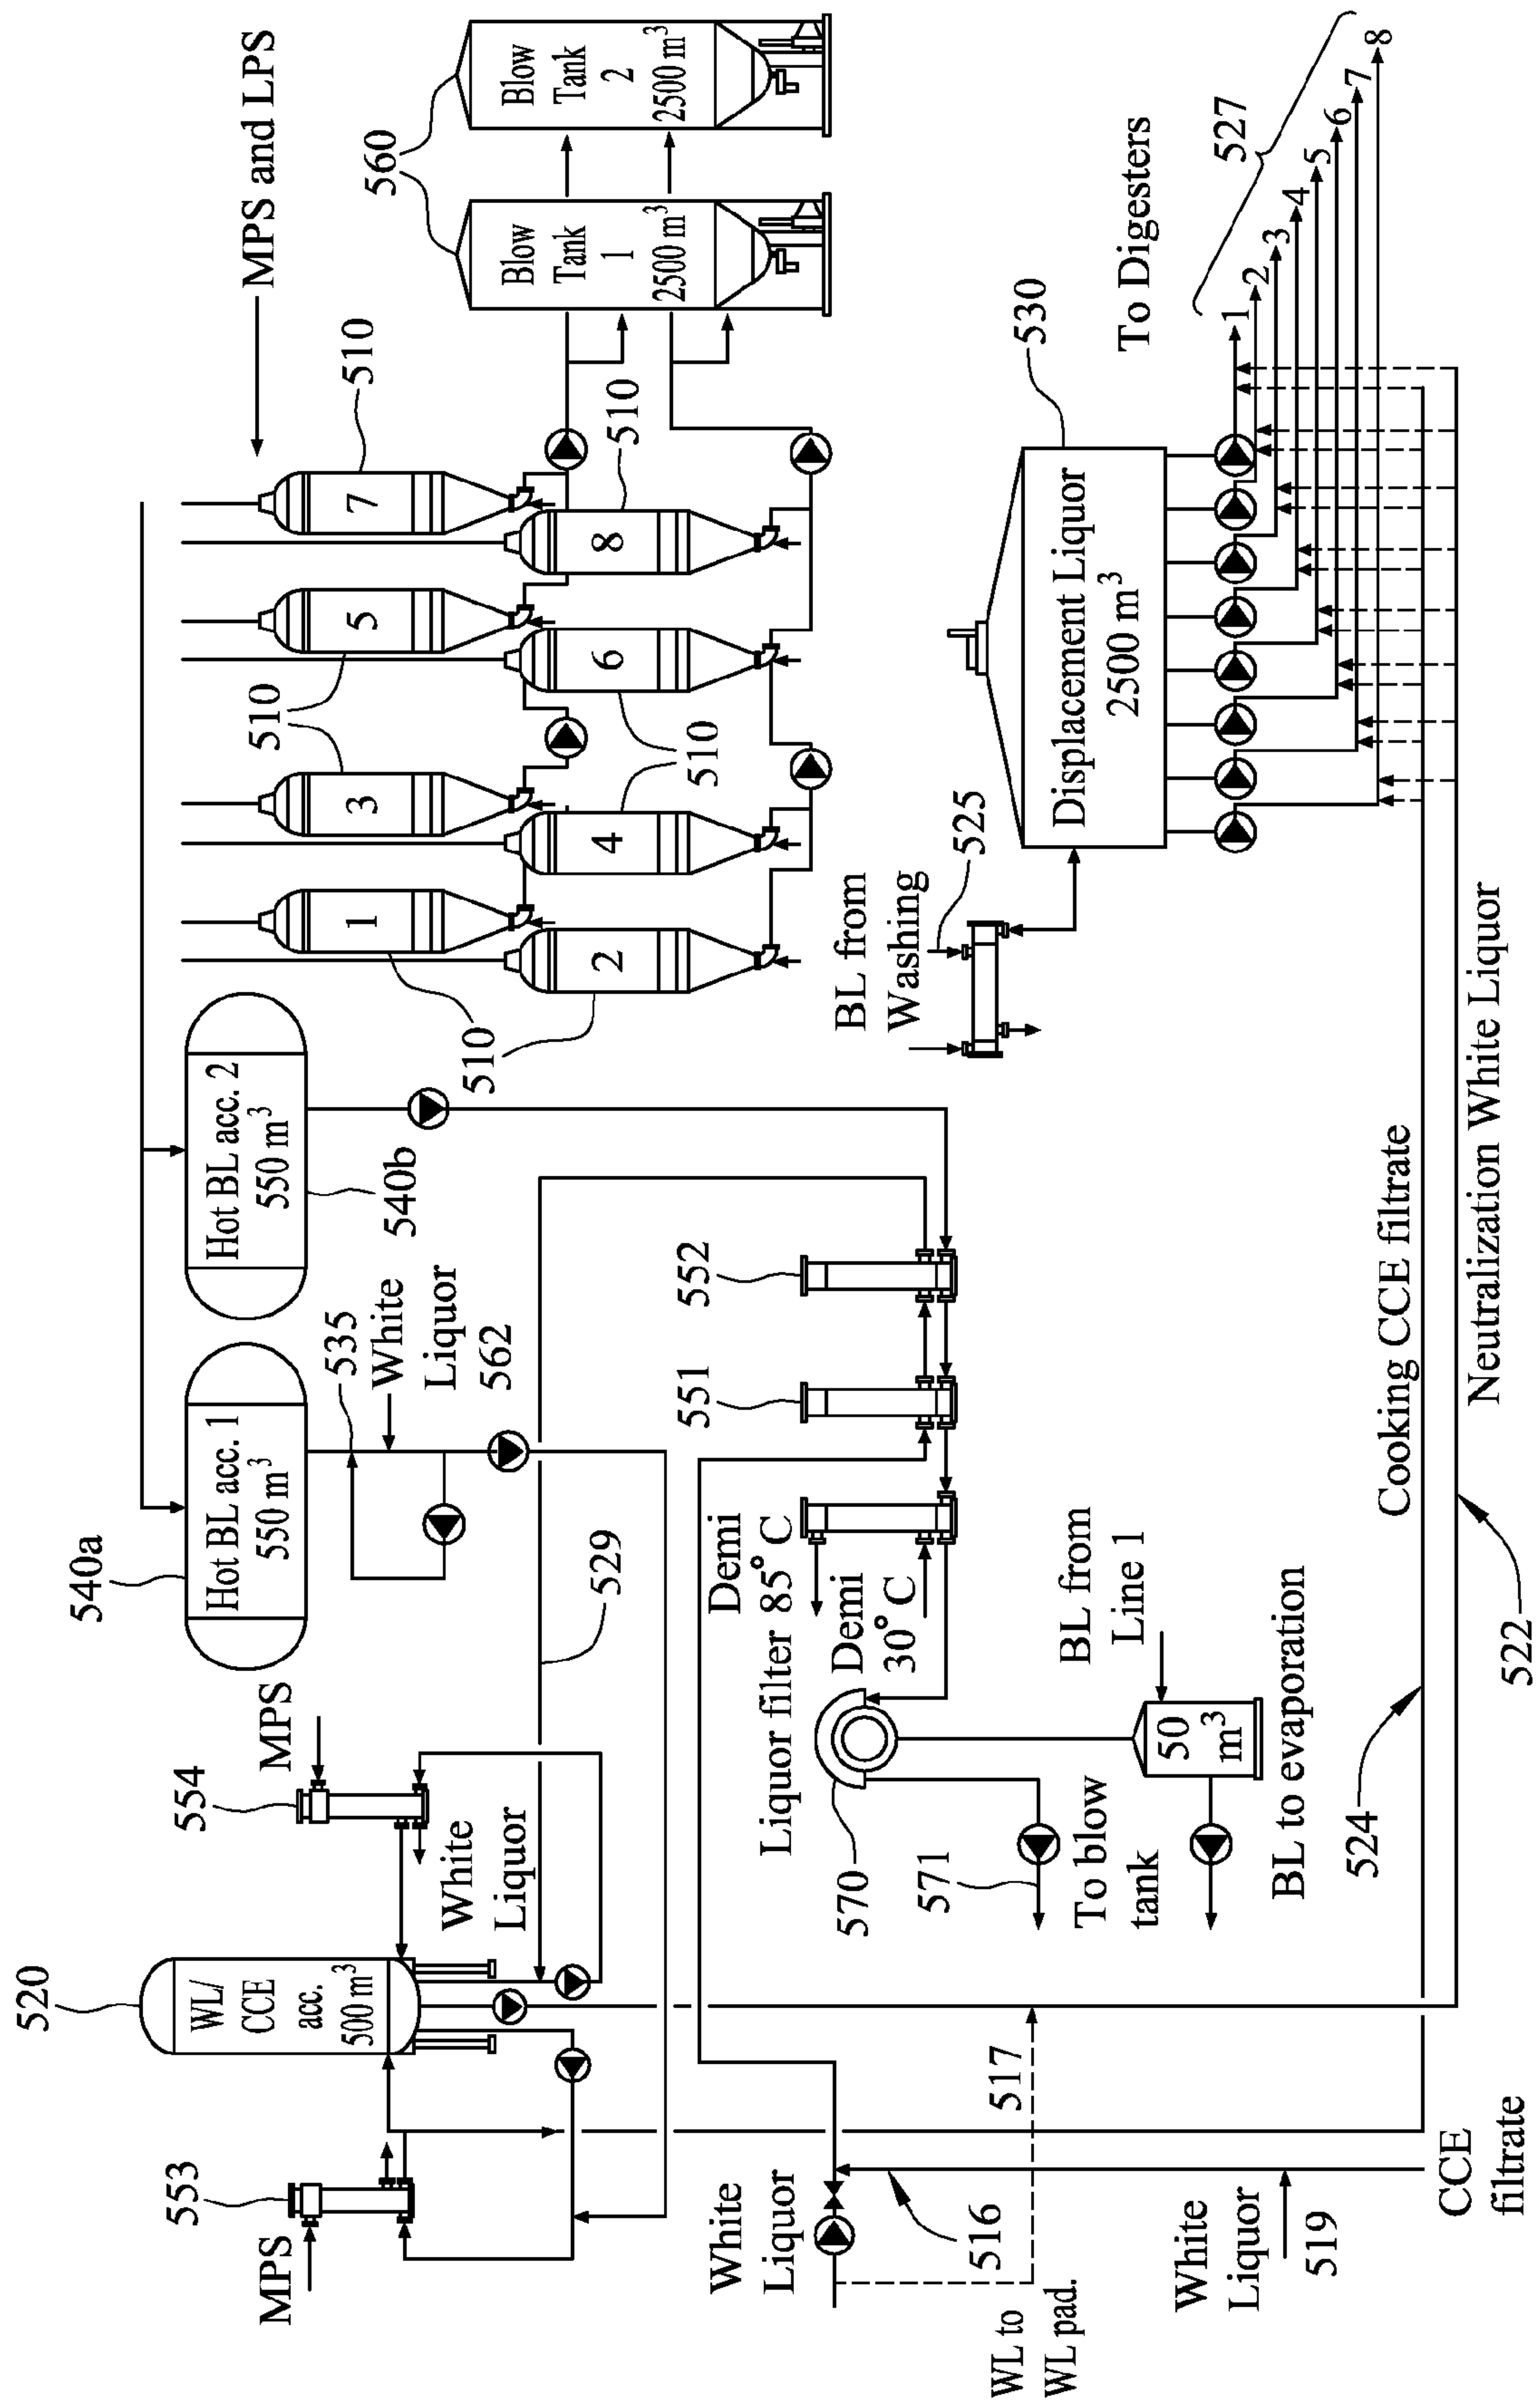 MPS
553
520
WL/
CCE
acc.
500 m³
554
MPS
White
Liquor
540a
Hot BL acc. 1
550 m³
535
White
Liquor
562
Hot BL acc. 2
550 m³
540b
529
510
1
2
3
4
510
5
6
510
7
510
8
510
MPS and LPS
560
Blow
Tank
1
2500 m³
Blow
Tank
2
2500 m³
White
Liquor
516
517
WL to
WL pad.
White
Liquor
519
CCE
filtrate
551
552
Demi
85° C
Demi
30° C
Liquor filter
570
571
To blow
tank
BL from
Line 1
50
m³
BL to evaporation
BL from
Washing
525
530
Displacement Liquor
2500 m³
To Digesters
527
1
2
3
4
5
6
7
8
524
Cooking CCE filtrate
522
Neutralization White Liquor